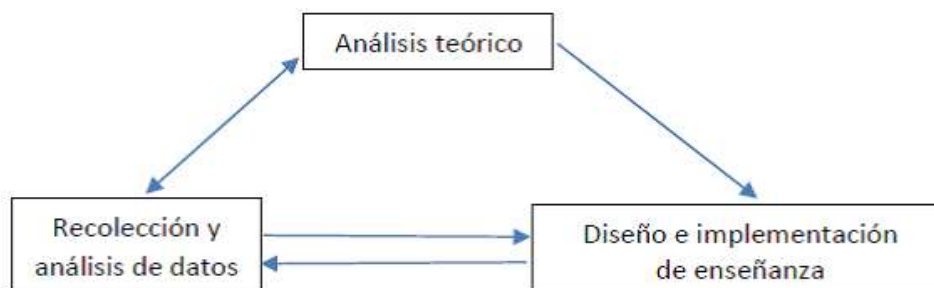 Análisis teórico
Recolección y
análisis de datos
Diseño e implementación
de enseñanza